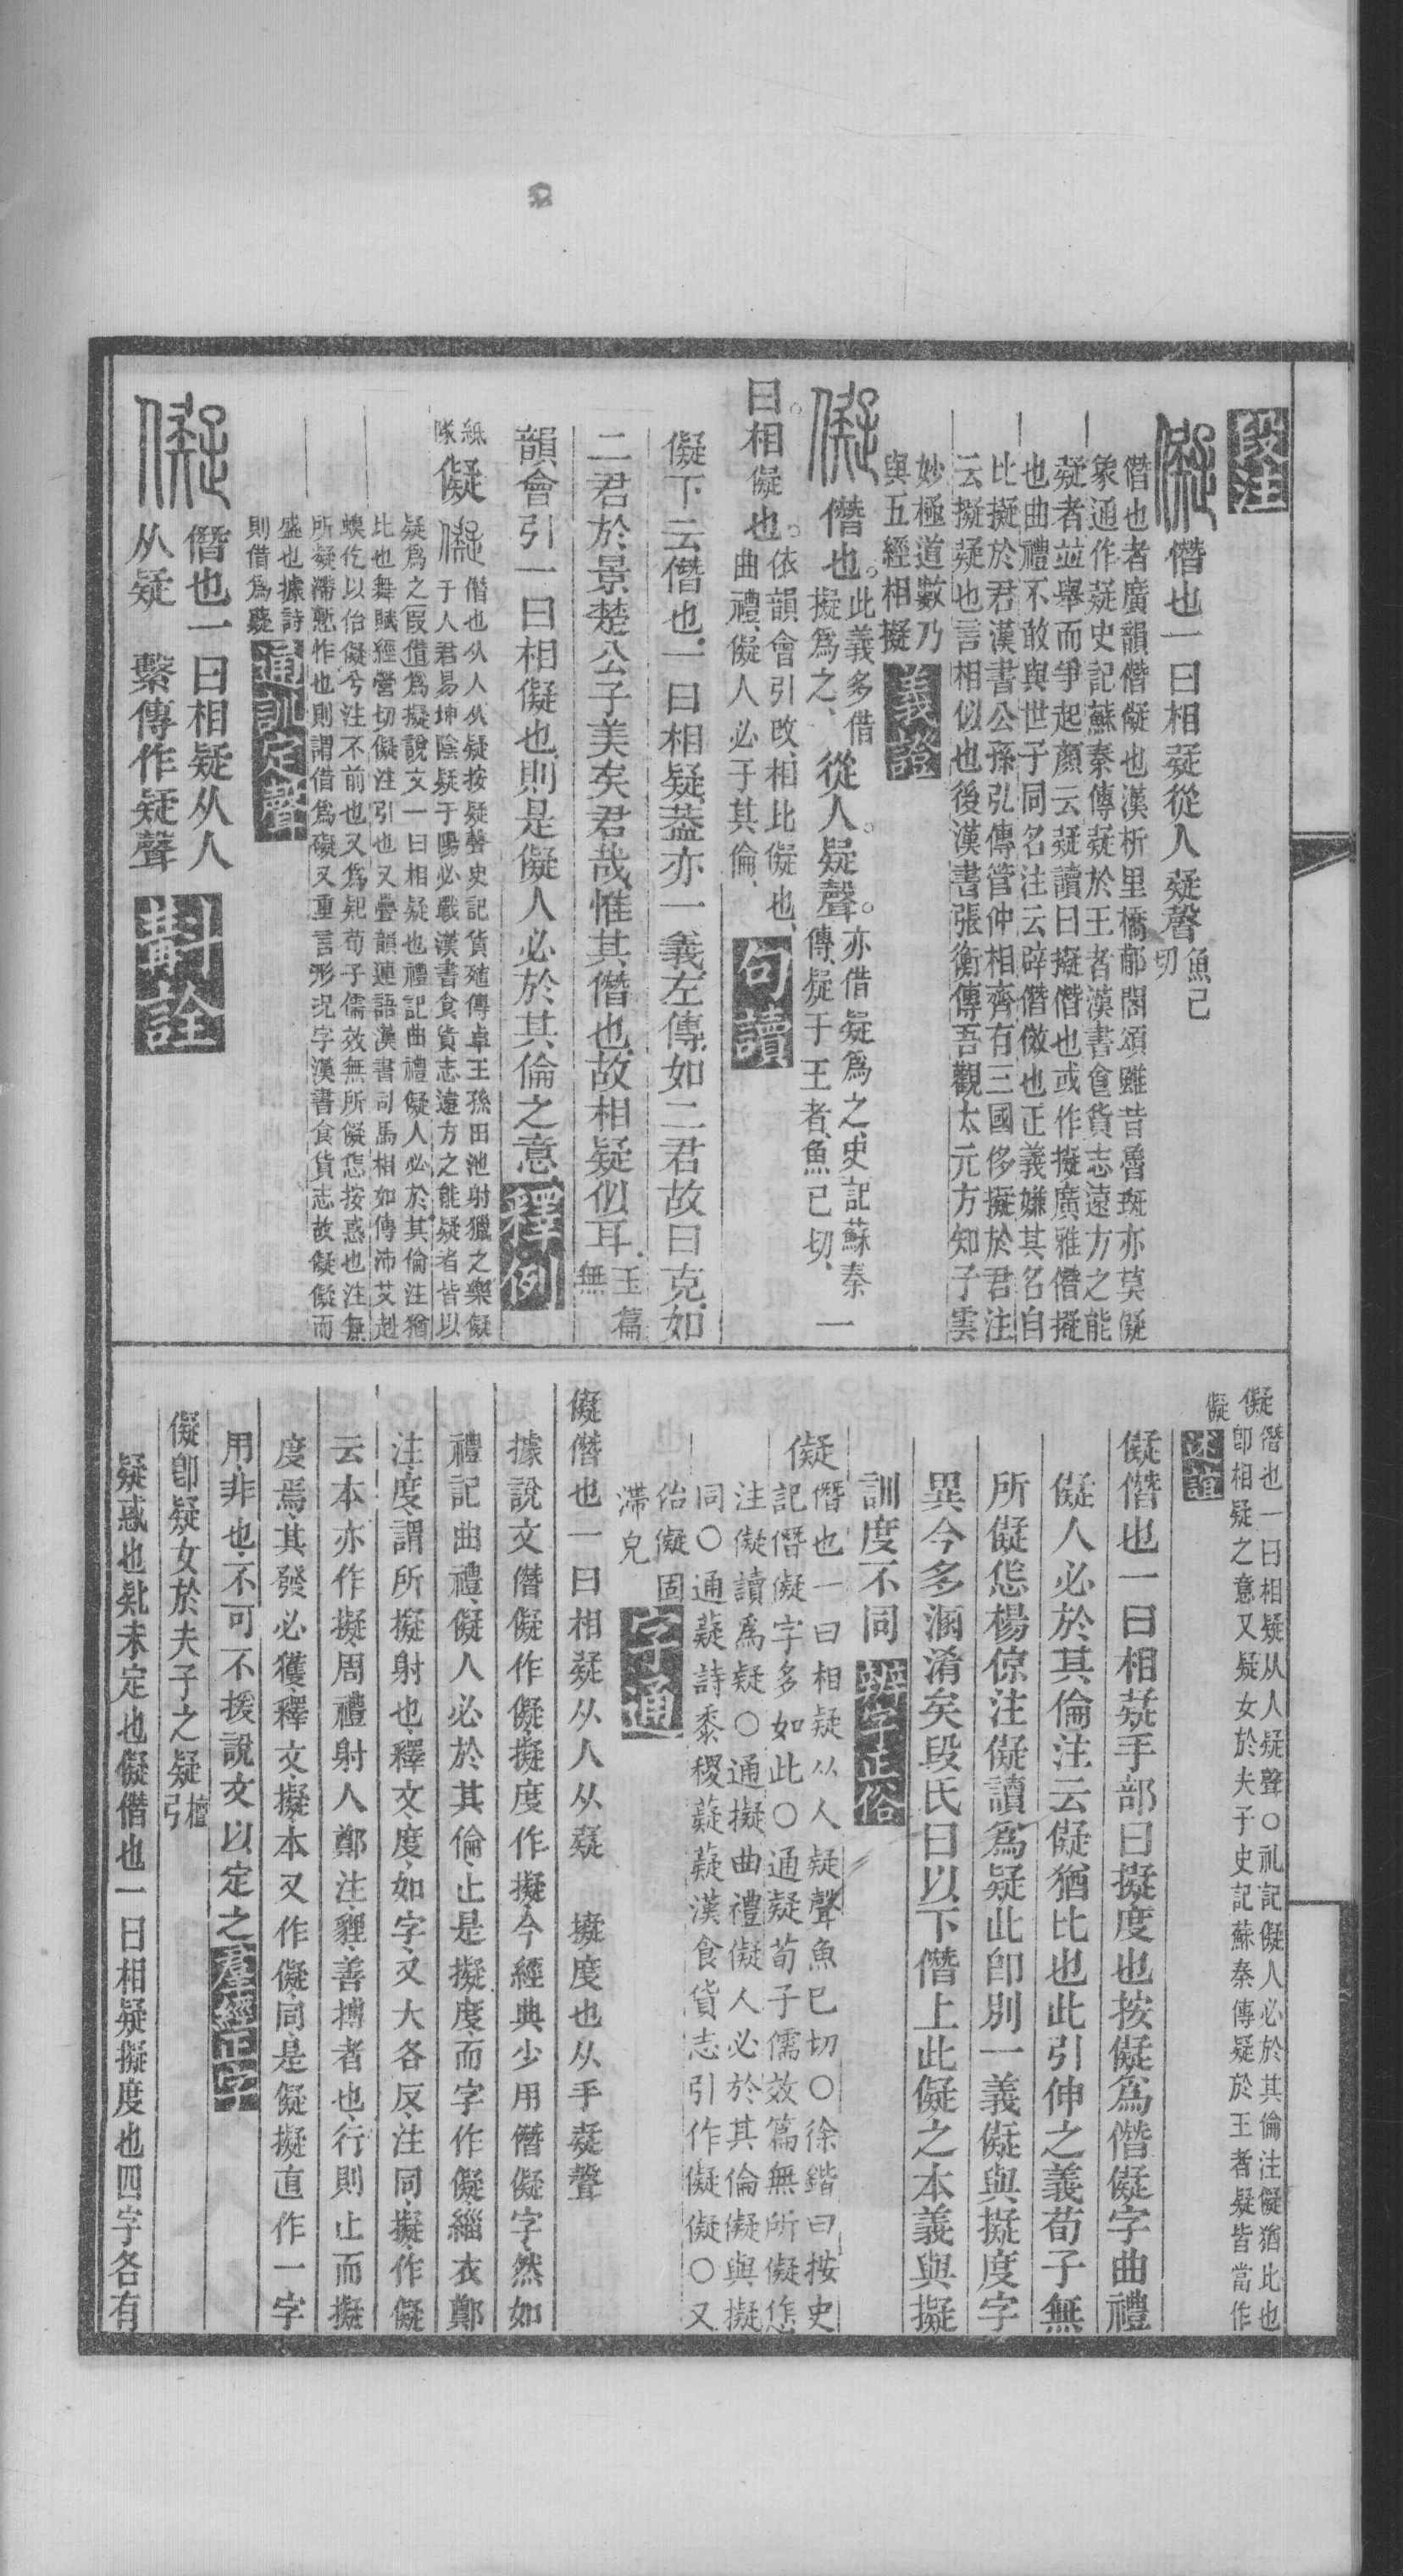 段注
儗 僭也一曰相疑從人疑聲魚已
切
僭也者廣韻僭儗也漢析里橋郙閣頌雖昔魯班亦莫儗
象通作疑史記蘇秦傳疑於王者漢書食貨志遠方之能
疑者並舉而爭起顏云疑讀曰擬僭也或作擬廣雅僭擬
也曲禮不敢與世子同名注云辟僭傚也正義嫌其名自
比擬於君漢書公孫弘傳管仲相齊有三國侈擬於君注
云擬疑也言相似也後漢書張衡傳吾觀太元方知子雲
妙極道數乃
與五經相擬
義證
儗 僭也此義多借
擬爲之、從人。疑聲。亦借疑爲之、史記蘇秦
傳、疑于王者、魚已切、一
曰。相儗也。依韻會引改、相比儗也、
曲禮、儗人必于其倫、
句讀
儗下云僭也、一曰相疑、葢亦一義、左傳、如二君故曰克、如
二君於景、楚公子美矣君哉、惟其僭也、故相疑似耳、玉篇
無
韻會引一曰相儗也、則是儗人必於其倫之意
釋例
紙
隊
儗 儗 僭也从人从疑按疑聲史記貨殖傳卓王孫田池射獵之樂儗
于人君易坤陰疑于陽必戰漢書食貨志遠方之能疑者皆以
疑爲之叚借爲擬說文一曰相疑也禮記曲禮儗人必於其倫注猶
比也舞賦經營切儗注引也又疊韻連語漢書司馬相如傳沛艾赳
螑仡以佁儗兮注不前也又爲㠯荀子儒效無所儗㤰按惑也注無
所疑滯慙怍也則謂借爲礙又重言形況字漢書食貨志故儗儗而
盛也據詩
則借爲薿
通訓定聲
儗 僭也一曰相疑从人
从疑 繫傳作疑聲
斠詮
儗 僭也一曰相疑从人疑聲〇礼記儗人必於其倫注儗猶比也
儗 卽相疑之意又疑女於夫子史記蘇秦傳疑於王者疑皆當作
儗僭也一曰相疑手部曰擬度也按儗爲僭儗字曲禮
儗人必於其倫注云儗猶比也此引伸之義荀子無
所儗㤰楊倞注儗讀爲疑此卽別一義儗與擬度字
異今多溷淆矣段氏曰以下僭上此儗之本義與擬
訓度不同
儗 僭也一曰相疑从人疑聲魚已切〇徐鍇曰按史
記僭儗字多如此〇通疑荀子儒效篇無所儗㤰
注儗讀爲疑〇通擬曲禮儗人必於其倫儗與擬
同〇通薿詩黍稷薿薿漢食貨志引作儗儗〇又
佁儗固
滯皃
字通
儗僭也一曰相疑从人从疑 擬度也从手疑聲
據說文僭儗作儗、擬度作擬、今經典少用僭儗字、然如
禮記曲禮、儗人必於其倫、止是擬度、而字作儗、緇衣鄭
注、度、謂所擬射也、釋文、度、如字、又大各反、注同、擬、作儗
云本亦作擬、周禮射人鄭注、貍、善搏者也、行則止而擬
度焉、其發必獲、釋文、擬、本又作儗、同、是儗擬直作一字
用、非也、不可不援說文以定之
羣經正字
儗卽疑女於夫子之疑檀
弓
疑惑也𠤕未定也儗僭也一曰相疑擬度也四字各有